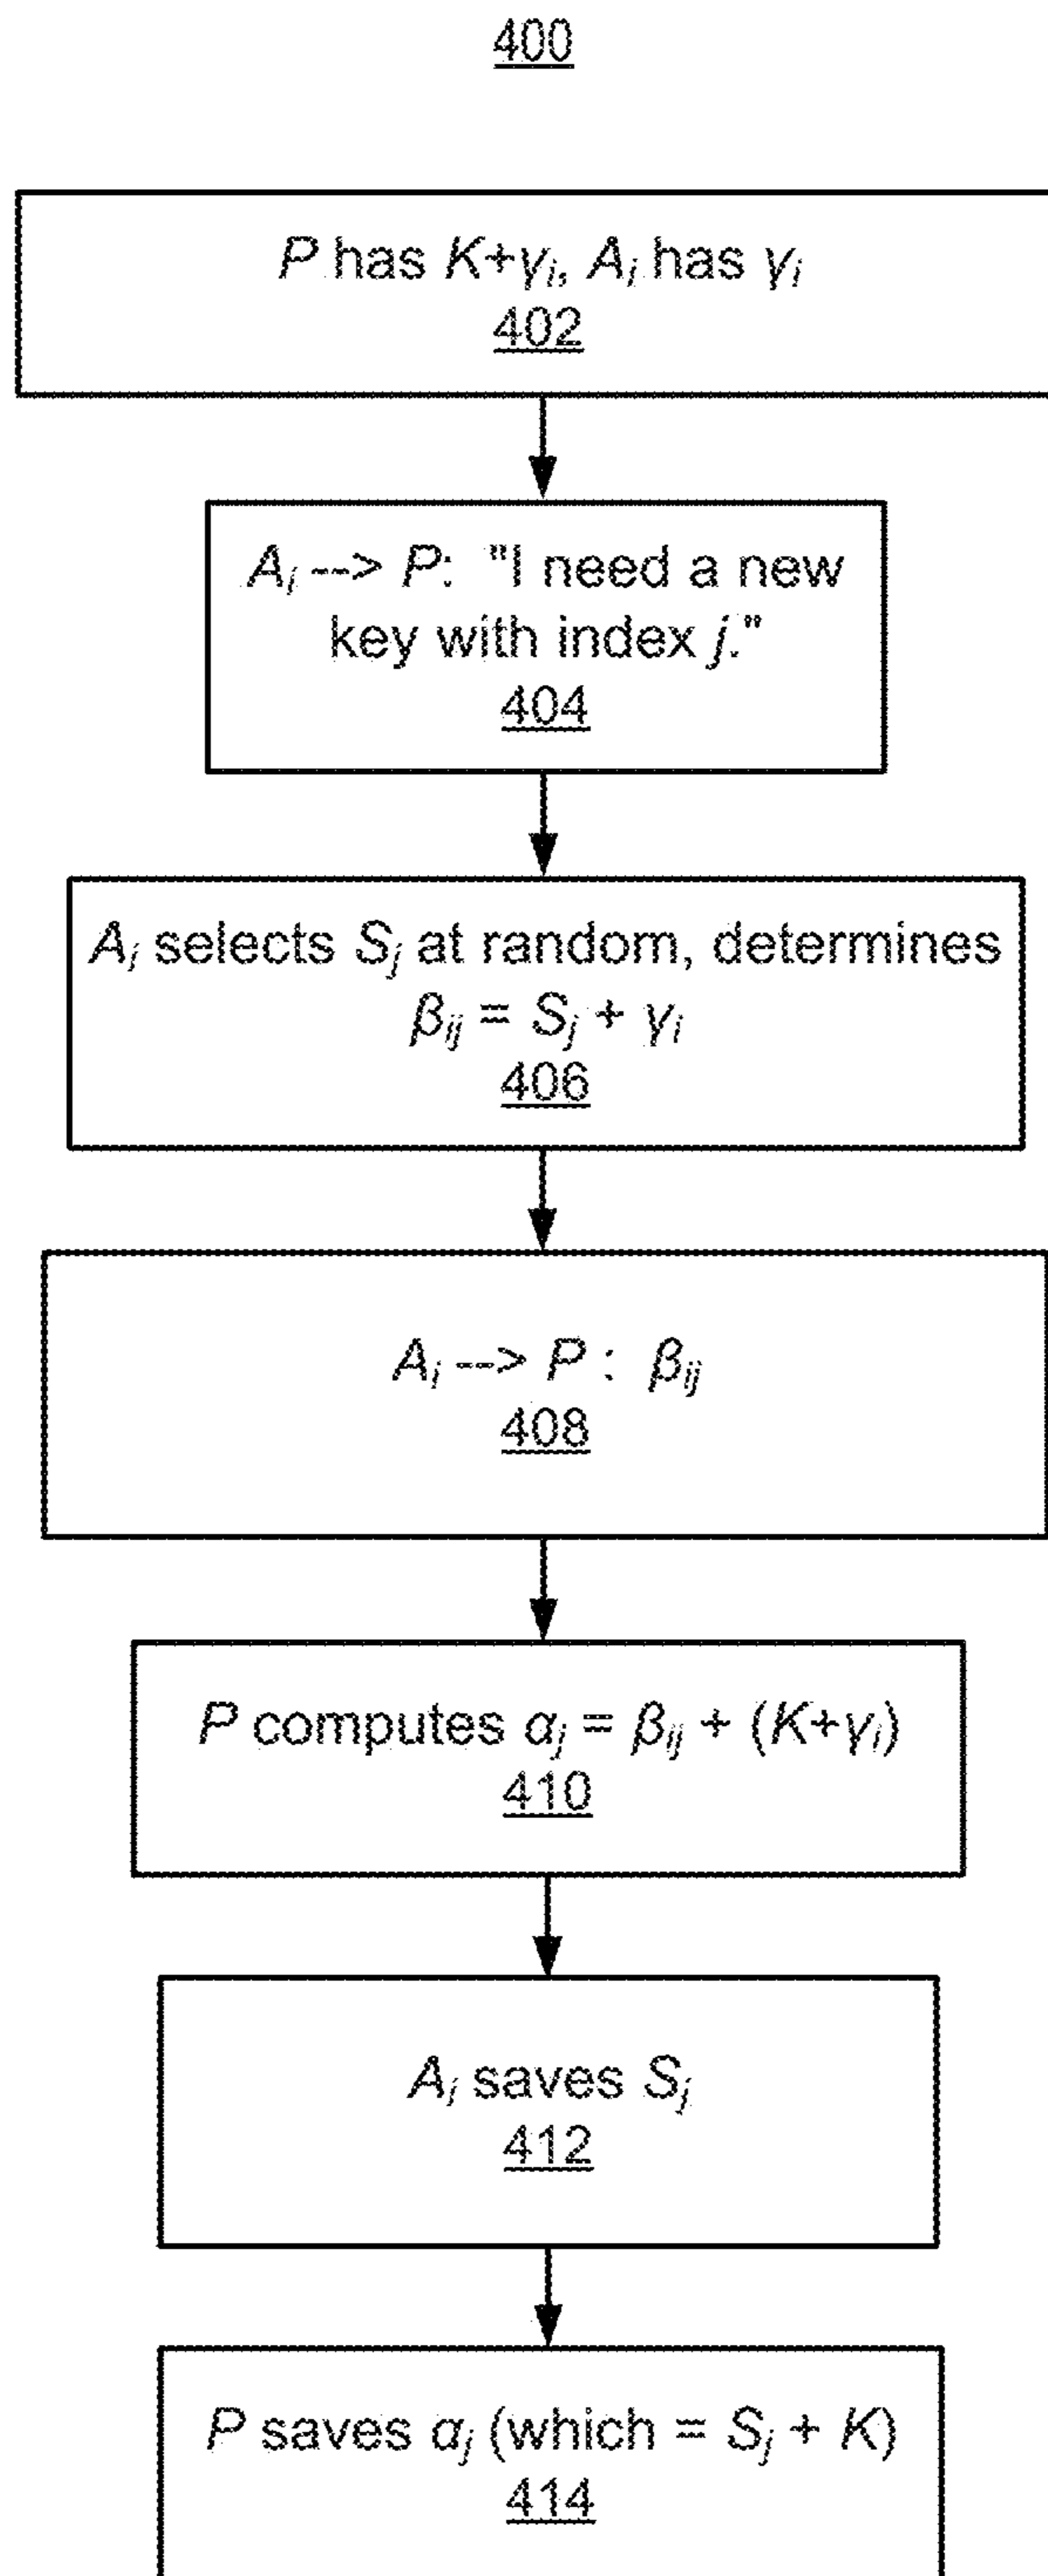 400
P has K+γᵢ, Aᵢ has γᵢ
402
Aᵢ --> P: "I need a new
key with index j."
404
Aᵢ selects Sⱼ at random, determines
βᵢⱼ = Sⱼ + γᵢ
406
Aᵢ --> P : βᵢⱼ
408
P computes αⱼ = βᵢⱼ + (K+γᵢ)
410
Aᵢ saves Sⱼ
412
P saves αⱼ (which = Sⱼ + K)
414